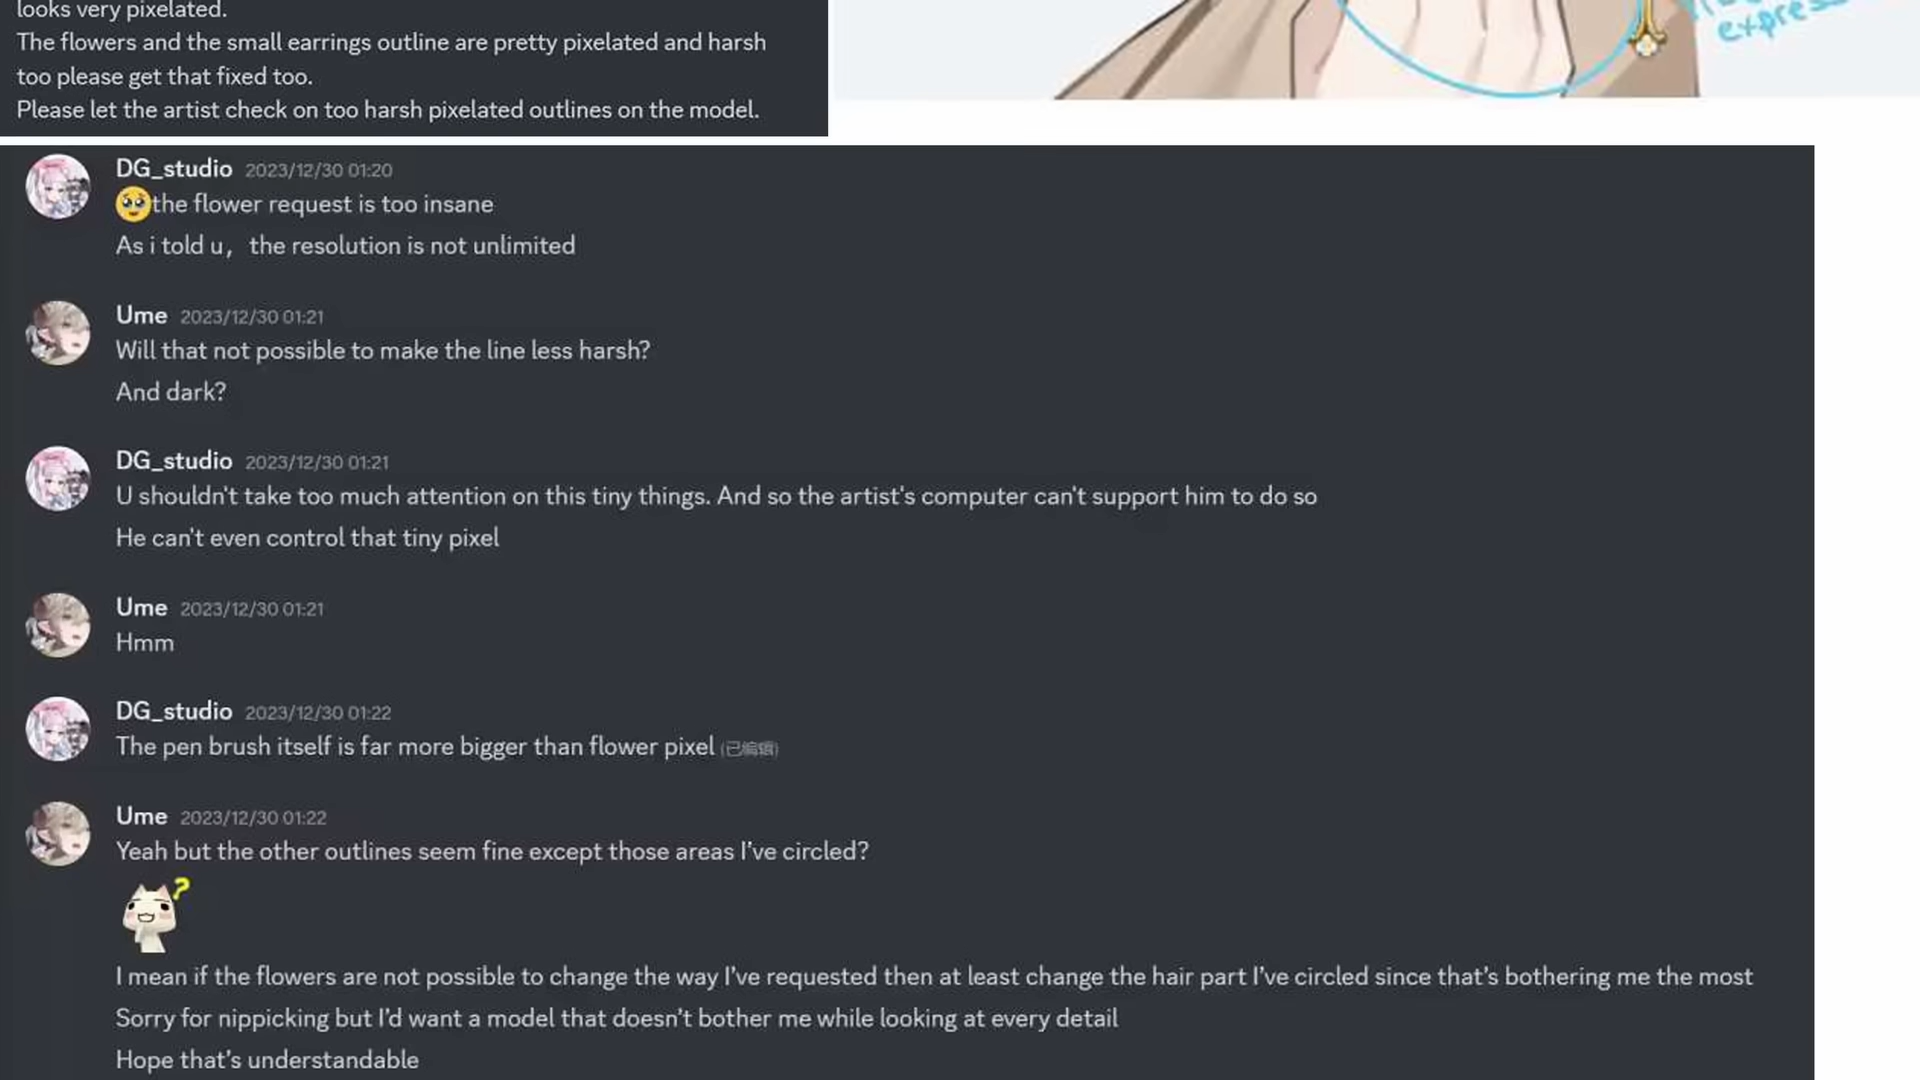 looks very pixelated.
The flowers and the small earrings outline are pretty pixelated and harsh
too please get that fixed too.
Please let the artist check on too harsh pixelated outlines on the model.
express
DG_studio 2023/12/30 01:20
🥹the flower request is too insane
As i told u，the resolution is not unlimited
Ume 2023/12/30 01:21
Will that not possible to make the line less harsh?
And dark?
DG_studio 2023/12/30 01:21
U shouldn't take too much attention on this tiny things. And so the artist's computer can't support him to do so
He can't even control that tiny pixel
Ume 2023/12/30 01:21
Hmm
DG_studio 2023/12/30 01:22
The pen brush itself is far more bigger than flower pixel (已编辑)
Ume 2023/12/30 01:22
Yeah but the other outlines seem fine except those areas I've circled?
?
I mean if the flowers are not possible to change the way I've requested then at least change the hair part I've circled since that's bothering me the most
Sorry for nippicking but I'd want a model that doesn't bother me while looking at every detail
Hope that's understandable